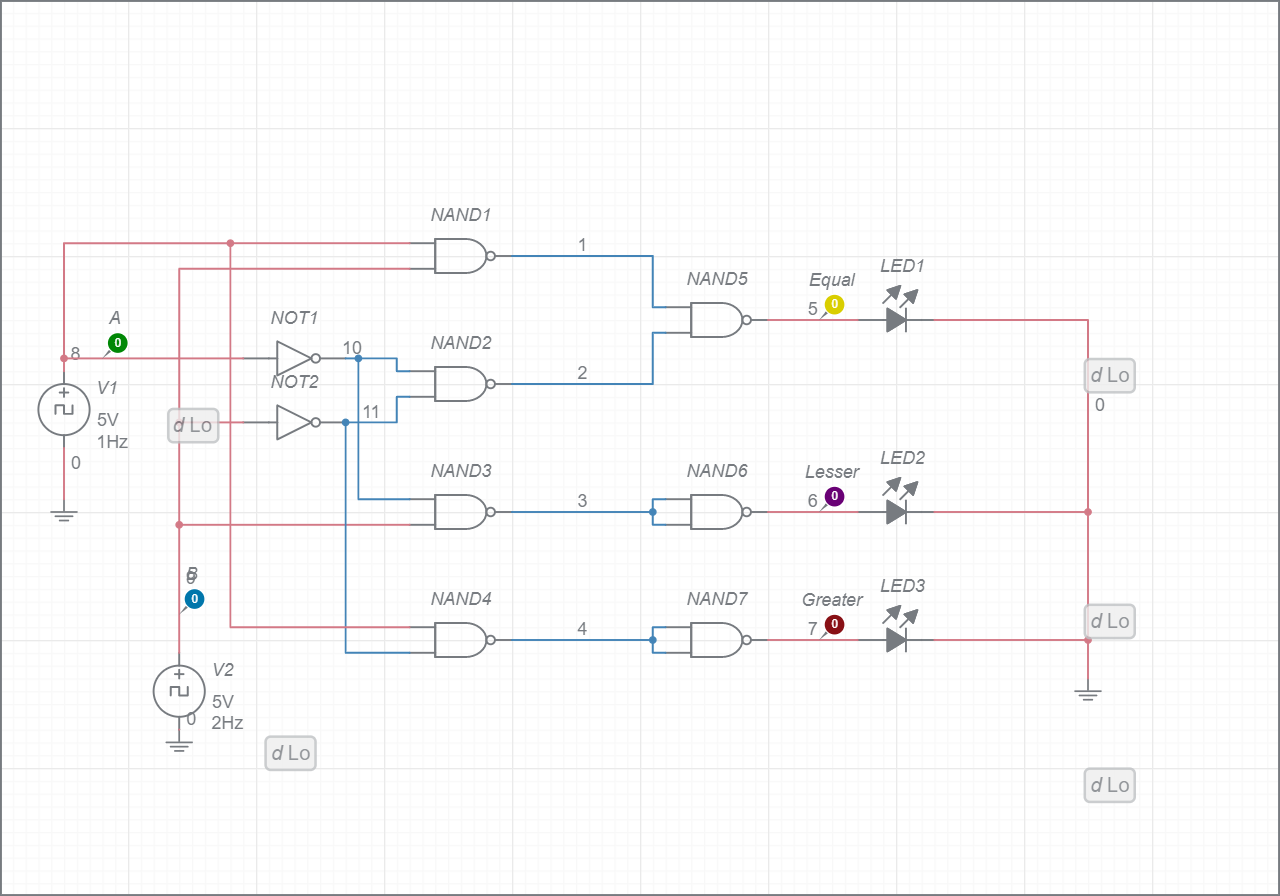 NAND1
1
NAND5
Equal
5
0
LED1
A
0
8
NOT1
10
NAND2
2
NOT2
11
V1
5V
1Hz
0
d Lo
d Lo
0
NAND3
3
NAND6
Lesser
6
0
LED2
B
0
NAND4
4
NAND7
Greater
7
0
LED3
d Lo
V2
5V
2Hz
0
d Lo
d Lo